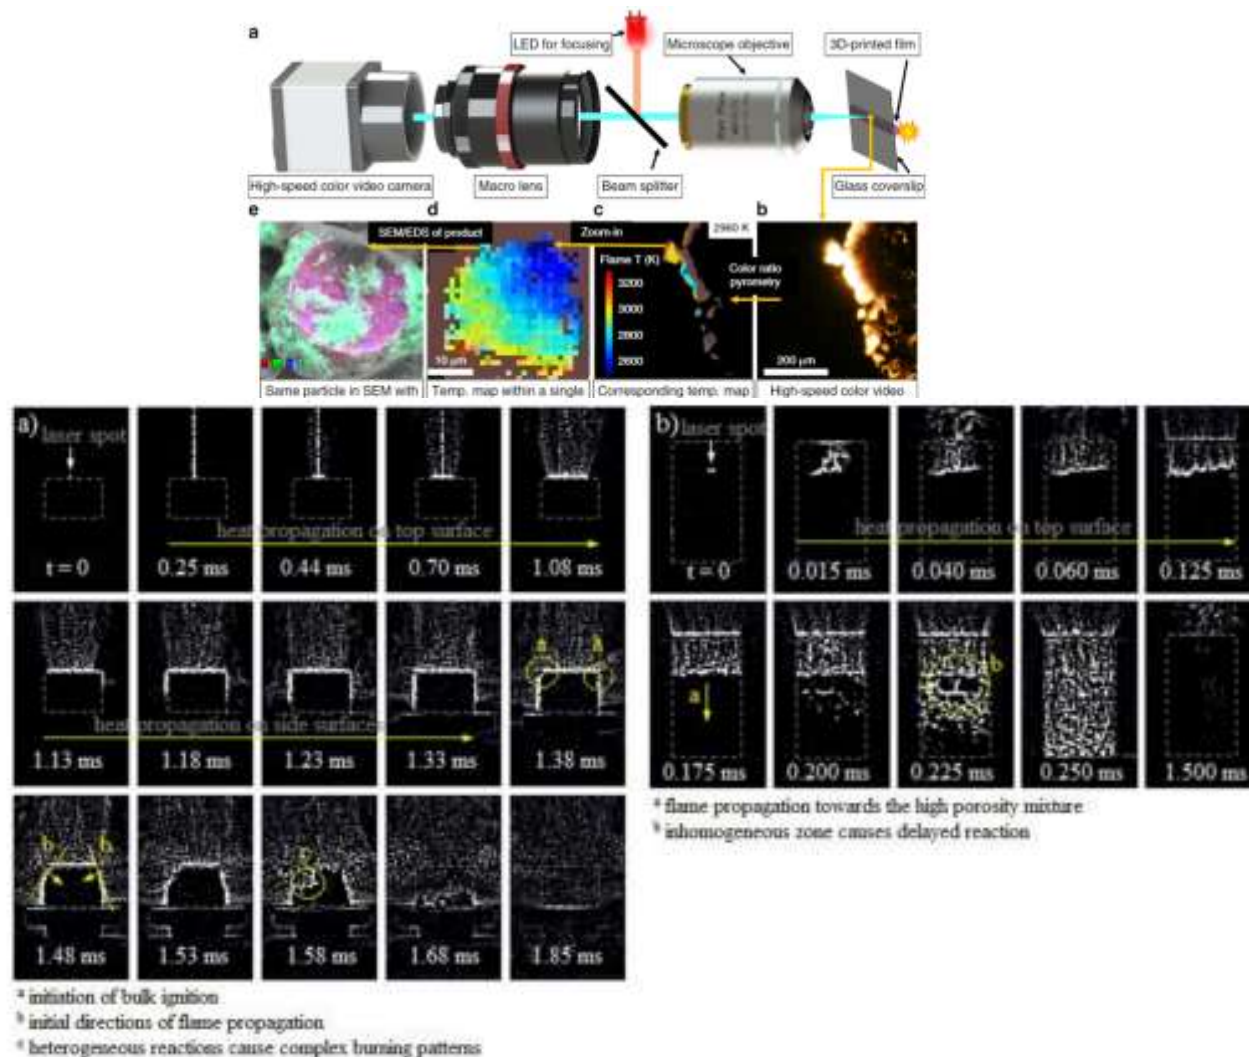 a
LED for focusing
Microscope objective
3D-printed film
High-speed color video camera
Macro lens
Beam splitter
Glass coverslip
e
d
c
b
SEM/EDS of product
Zoom-in
2980 K
Flame T (K)
3200
3000
2800
2600
Color ratio
pyrometry
10 μm
200 μm
Same particle in SEM with
Temp. map within a single
Corresponding temp. map
High-speed color video
a)
laser spot
heat propagation on top surface
t = 0
0.25 ms
0.44 ms
0.70 ms
1.08 ms
a
a
heat propagation on side surfaces
1.13 ms
1.18 ms
1.23 ms
1.33 ms
1.38 ms
b
b
c
1.48 ms
1.53 ms
1.58 ms
1.68 ms
1.85 ms
a initiation of bulk ignition
b initial directions of flame propagation
c heterogeneous reactions cause complex burning patterns
b)
laser spot
heat propagation on top surface
t = 0
0.015 ms
0.040 ms
0.060 ms
0.125 ms
a
b
0.175 ms
0.200 ms
0.225 ms
0.250 ms
1.500 ms
a flame propagation towards the high porosity mixture
b inhomogeneous zone causes delayed reaction